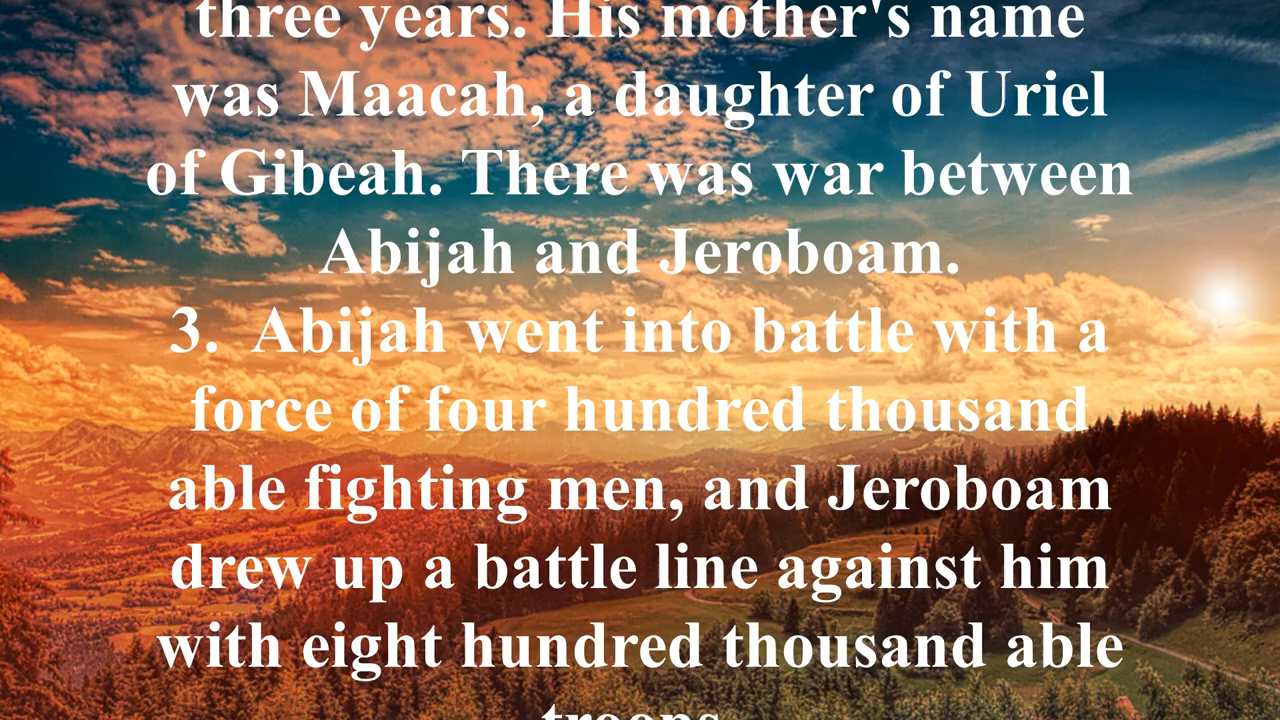 three years. His mother's name
was Maacah, a daughter of Uriel
of Gibeah. There was war between
Abijah and Jeroboam.
3. Abijah went into battle with a
force of four hundred thousand
able fighting men, and Jeroboam
drew up a battle line against him
with eight hundred thousand able
troops.